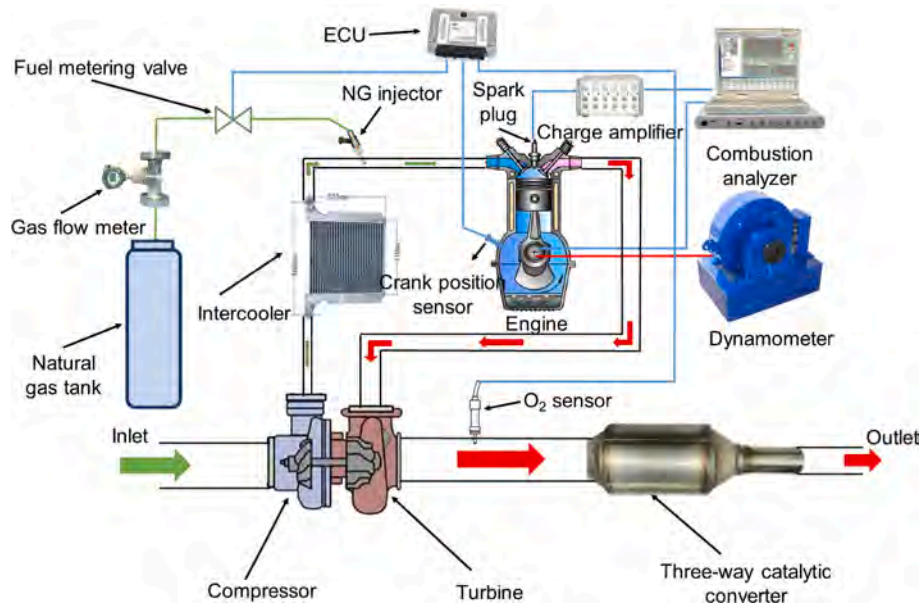 ECU
Fuel metering valve
NG injector
Spark
plug
Charge amplifier
Combustion
analyzer
Gas flow meter
Crank position
sensor
Intercooler
Engine
Dynamometer
Natural
gas tank
O₂ sensor
Inlet
Outlet
Compressor
Turbine
Three-way catalytic
converter